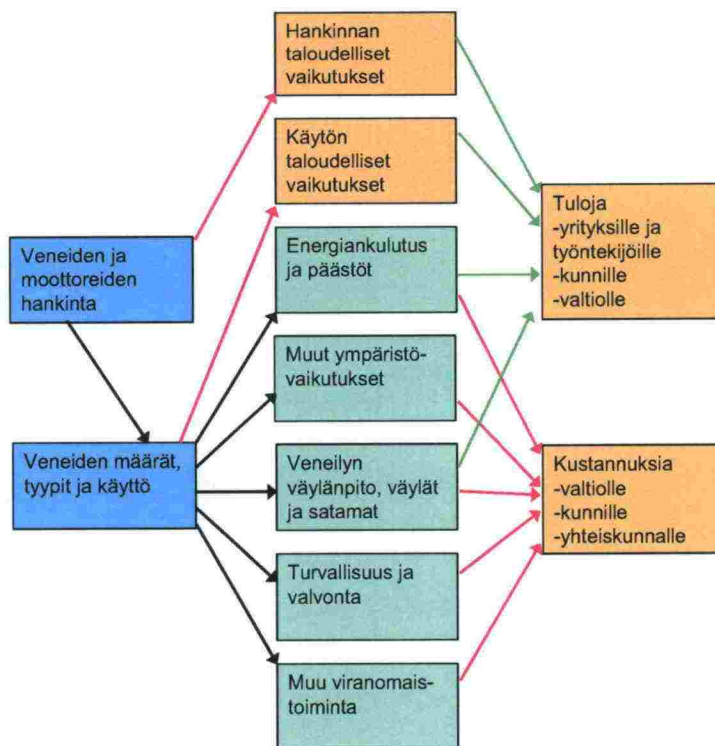 Hankinnan
taloudelliset
vaikutukset
Käytön
taloudelliset
vaikutukset
Tuloja
-yrityksille ja
työntekijöille
-kunnille
-valtiolle
Veneiden ja
moottoreiden
hankinta
Energiankulutus
ja päästöt
Muut ympäristö-
vaikutukset
Veneiden määrät,
tyypit ja käyttö
Veneilyn
väylänpito, väylät
ja satamat
Kustannuksia
-valtiolle
-kunnille
-yhteiskunnalle
Turvallisuus ja
valvonta
Muu viranomais-
toiminta